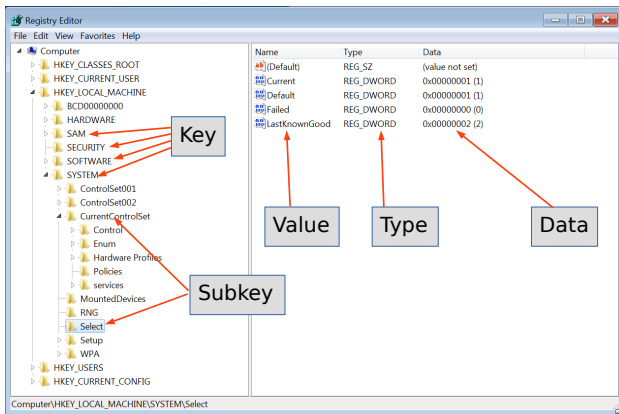 Registry Editor
File Edit View Favorites Help
Computer
HKEY_CLASSES_ROOT
HKEY_CURRENT_USER
HKEY_LOCAL_MACHINE
BCD00000000
HARDWARE
SAM
SECURITY
SOFTWARE
SYSTEM
ControlSet001
ControlSet002
CurrentControlSet
Control
Enum
Hardware Profiles
Policies
services
MountedDevices
RNG
Select
Setup
WPA
HKEY_USERS
HKEY_CURRENT_CONFIG
Key
Subkey
Name Type Data
(Default) REG_SZ (value not set)
Current REG_DWORD 0x00000001 (1)
Default REG_DWORD 0x00000001 (1)
Failed REG_DWORD 0x00000000 (0)
LastKnownGood REG_DWORD 0x00000002 (2)
Value Type Data
Computer\HKEY_LOCAL_MACHINE\SYSTEM\Select